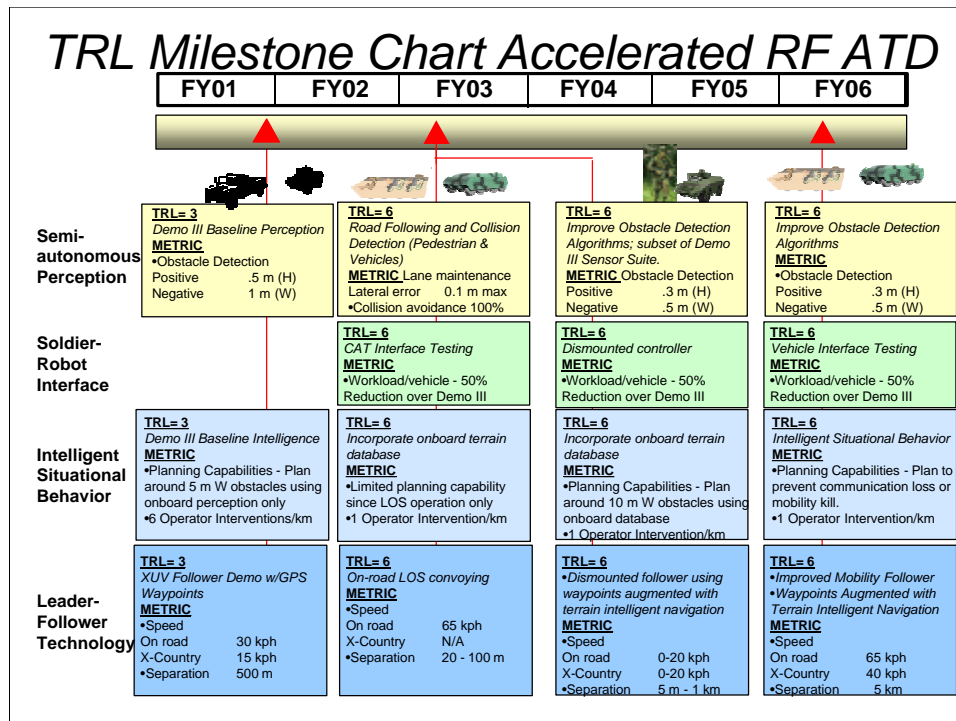 TRL Milestone Chart Accelerated RF ATD
FY01 FY02 FY03 FY04 FY05 FY06
Semi-
autonomous
Perception
TRL= 3
Demo III Baseline Perception
METRIC
•Obstacle Detection
Positive .5 m (H)
Negative 1 m (W)
TRL= 6
Road Following and Collision
Detection (Pedestrian &
Vehicles)
METRIC Lane maintenance
Lateral error 0.1 m max
•Collision avoidance 100%
TRL= 6
Improve Obstacle Detection
Algorithms; subset of Demo
III Sensor Suite.
METRIC Obstacle Detection
Positive .3 m (H)
Negative .5 m (W)
TRL= 6
Improve Obstacle Detection
Algorithms
METRIC
•Obstacle Detection
Positive .3 m (H)
Negative .5 m (W)
Soldier-
Robot
Interface
TRL= 6
CAT Interface Testing
METRIC
•Workload/vehicle - 50%
Reduction over Demo III
TRL= 6
Dismounted controller
METRIC
•Workload/vehicle - 50%
Reduction over Demo III
TRL= 6
Vehicle Interface Testing
METRIC
•Workload/vehicle - 50%
Reduction over Demo III
Intelligent
Situational
Behavior
TRL= 3
Demo III Baseline Intelligence
METRIC
•Planning Capabilities - Plan
around 5 m W obstacles using
onboard perception only
•6 Operator Interventions/km
TRL= 6
Incorporate onboard terrain
database
METRIC
•Limited planning capability
since LOS operation only
•1 Operator Intervention/km
TRL= 6
Incorporate onboard terrain
database
METRIC
•Planning Capabilities - Plan
around 10 m W obstacles using
onboard database
•1 Operator Intervention/km
TRL= 6
Intelligent Situational Behavior
METRIC
•Planning Capabilities - Plan to
prevent communication loss or
mobility kill.
•1 Operator Intervention/km
Leader-
Follower
Technology
TRL= 3
XUV Follower Demo w/GPS
Waypoints
METRIC
•Speed
On road 30 kph
X-Country 15 kph
•Separation 500 m
TRL= 6
On-road LOS convoying
METRIC
•Speed
On road 65 kph
X-Country N/A
•Separation 20 - 100 m
TRL= 6
•Dismounted follower using
waypoints augmented with
terrain intelligent navigation
METRIC
•Speed
On road 0-20 kph
X-Country 0-20 kph
•Separation 5 m - 1 km
TRL= 6
•Improved Mobility Follower
•Waypoints Augmented with
Terrain Intelligent Navigation
METRIC
•Speed
On road 65 kph
X-Country 40 kph
•Separation 5 km